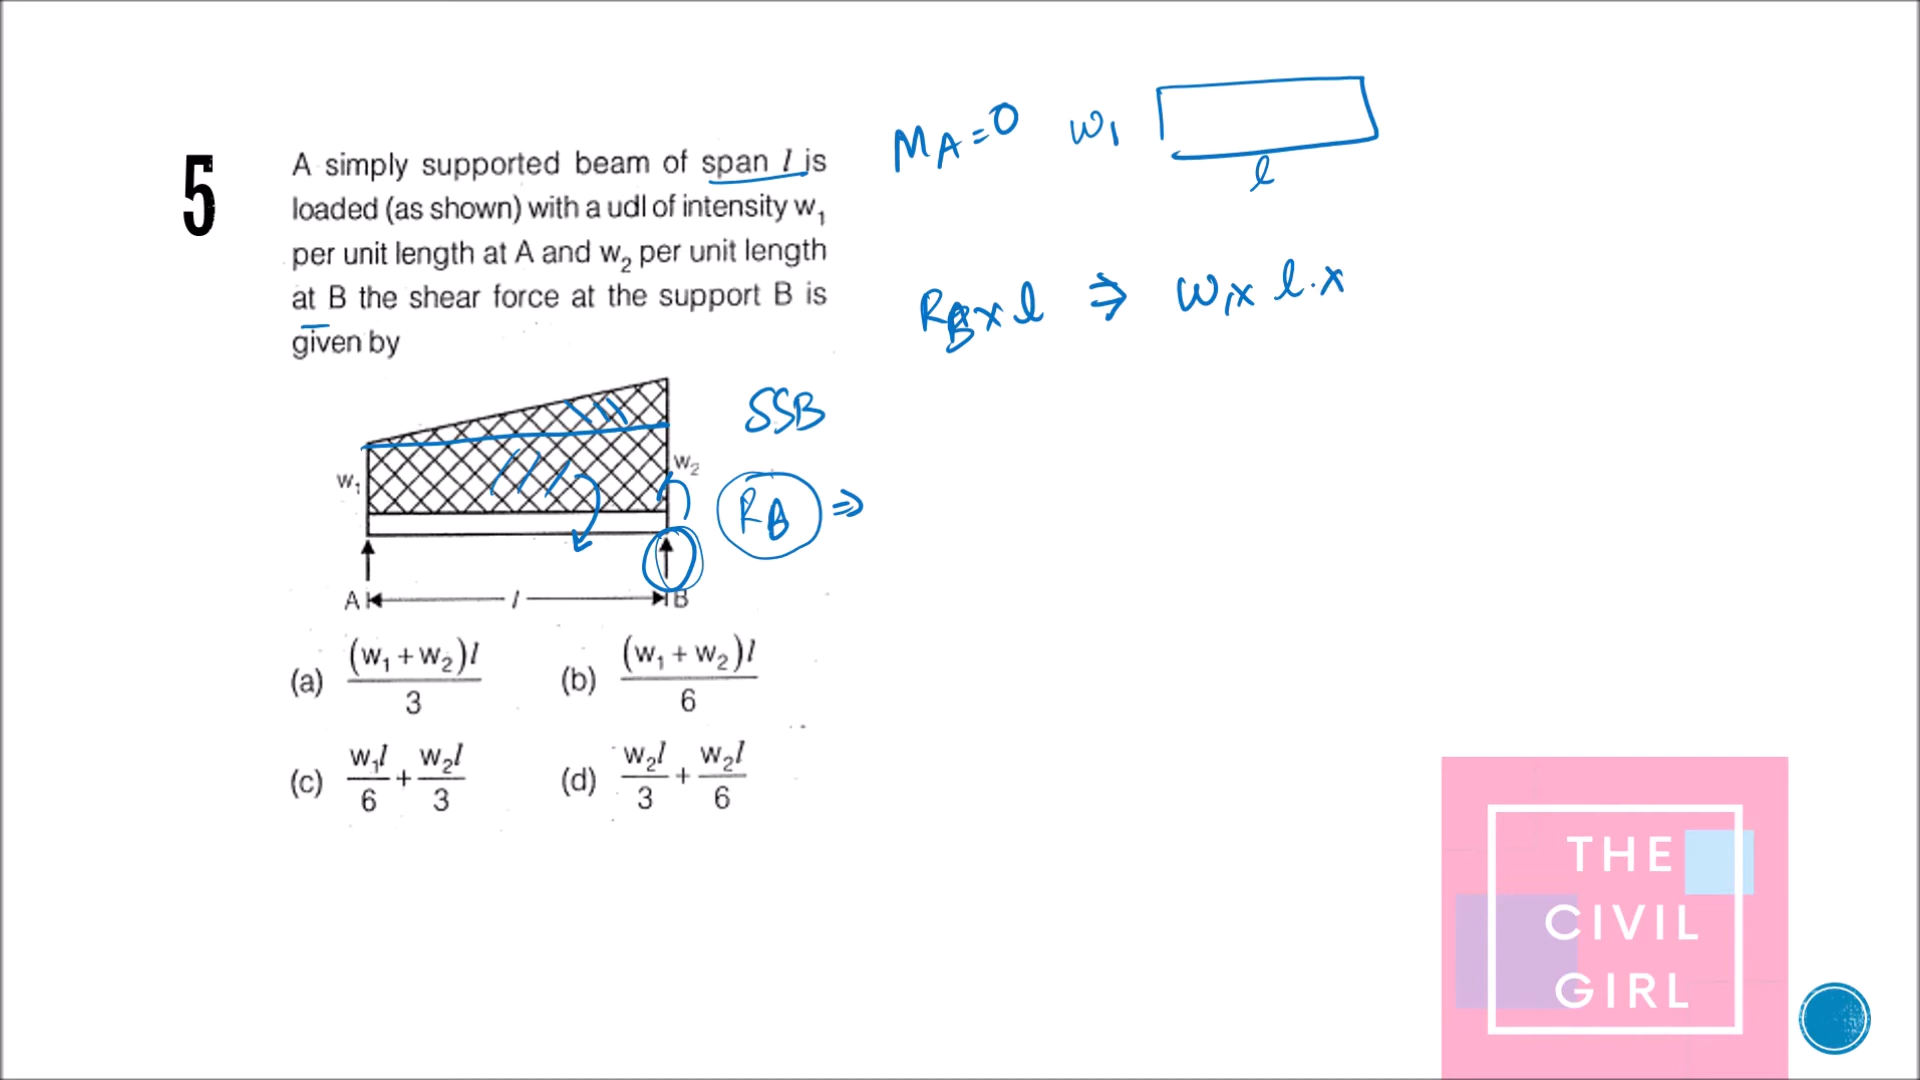 5
A simply supported beam of span l is
loaded (as shown) with a udl of intensity w₁
per unit length at A and w₂ per unit length
at B the shear force at the support B is
given by
w₁
w₂
A
l
B
(a) (w₁ + w₂)l / 3
(b) (w₁ + w₂)l / 6
(c) w₁l / 6 + w₂l / 3
(d) w₂l / 3 + w₂l / 6
MA = 0
w₁
l
RB × l ⇒ w₁ × l · x
SSB
RB ⇒
THE
CIVIL
GIRL